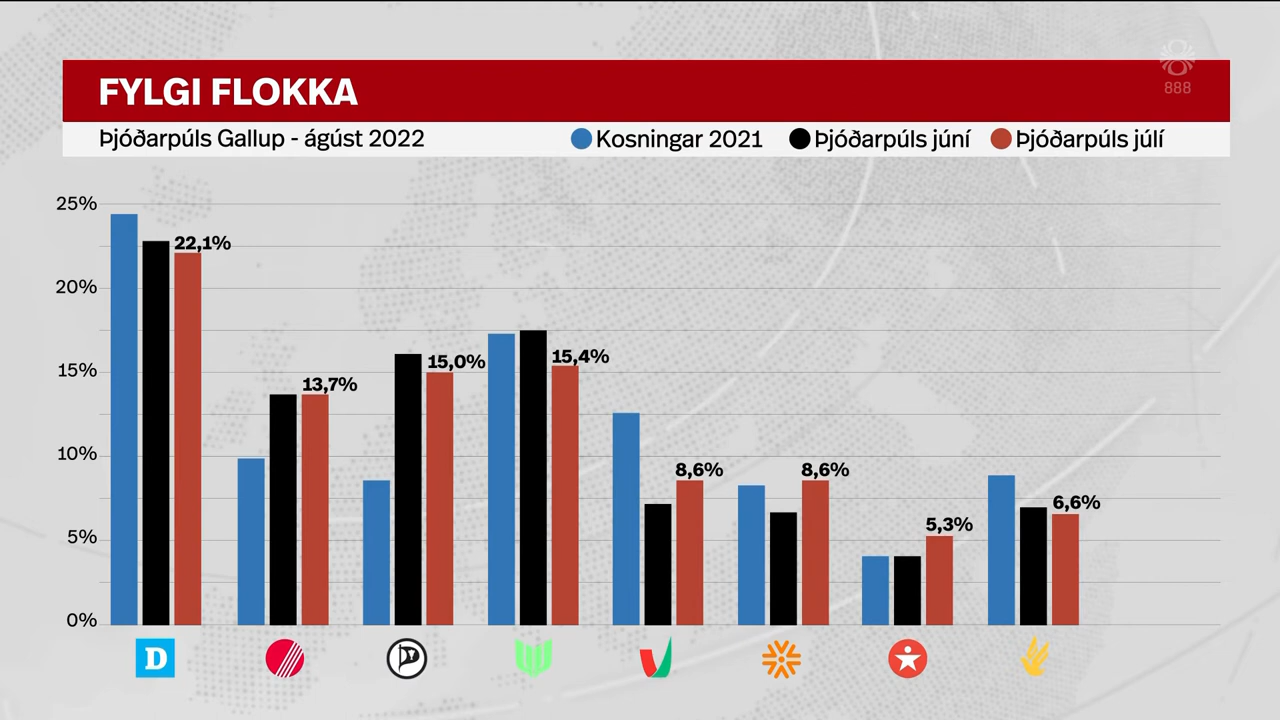 888
FYLGI FLOKKA
Þjóðarpúls Gallup - ágúst 2022
Kosningar 2021
Þjóðarpúls júní
Þjóðarpúls júlí
25%
20%
15%
10%
5%
0%
22,1%
13,7%
15,0%
15,4%
8,6%
8,6%
5,3%
6,6%
D
P